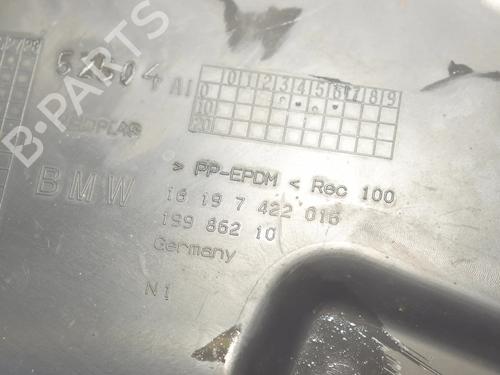 0 1 2 3 4 5 6 7 8 9
AI 0
10
20
> PP-EPDM < Rec 100
BMW
16 19 7 422 016
199 862 10
Germany
N1
B-PARTS